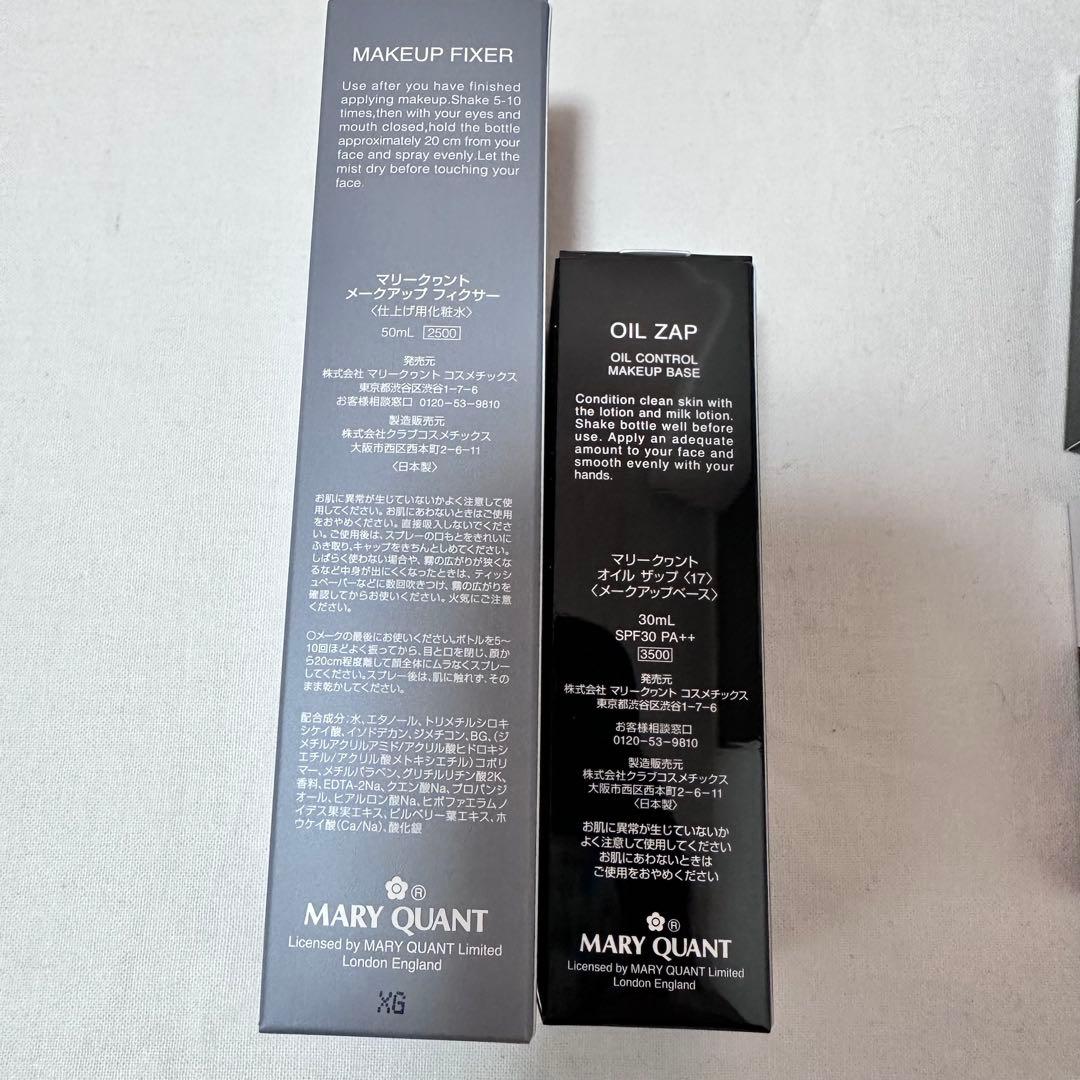 MAKEUP FIXER
Use after you have finished
applying makeup.Shake 5-10
times,then with your eyes and
mouth closed,hold the bottle
approximately 20 cm from your
face and spray evenly.Let the
mist dry before touching your
face.
マリークヮント
メークアップ フィクサー
〈仕上げ用化粧水〉
50mL 2500
発売元
株式会社 マリークヮント コスメチックス
東京都渋谷区渋谷1-7-6
お客様相談窓口 0120-53-9810
製造販売元
株式会社クラブコスメチックス
大阪市西区西本町2-6-11
〈日本製〉
お肌に異常が生じていないかよく注意して使
用してください。お肌にあわないときはご使用
をおやめください。直接吸入しないでくださ
い。ご使用後は、スプレーの口もとをきれいに
ふき取り、キャップをきちんとしめてください。
しばらく使わない場合や、霧の広がりが狭くな
るなど中身が出にくくなったときは、ティッシ
ュペーパーなどに数回吹きつけ、霧の広がりを
確認してからお使いください。火気にご注意
ください。
○メークの最後にお使いください。ボトルを5〜
10回ほどよく振ってから、目と口を閉じ、顔か
ら20cm程度離して顔全体にムラなくスプレー
してください。スプレー後は、肌に触れず、その
まま乾かしてください。
配合成分:水、エタノール、トリメチルシロキ
シケイ酸、イソドデカン、ジメチコン、BG、(ジ
メチルアクリルアミド/アクリル酸ヒドロキシ
エチル/アクリル酸メトキシエチル)コポリ
マー、メチルパラベン、グリチルリチン酸2K、
香料、EDTA-2Na、クエン酸Na、プロパンジ
オール、ヒアルロン酸Na、ヒポファエラムノ
イデス果実エキス、ビルベリー葉エキス、ホ
ウケイ酸(Ca/Na)、酸化銀
®
MARY QUANT
Licensed by MARY QUANT Limited
London England
XG
OIL ZAP
OIL CONTROL
MAKEUP BASE
Condition clean skin with
the lotion and milk lotion.
Shake bottle well before
use. Apply an adequate
amount to your face and
smooth evenly with your
hands.
マリークヮント
オイル ザップ〈17〉
〈メークアップベース〉
30mL
SPF30 PA++
3500
発売元
株式会社 マリークヮント コスメチックス
東京都渋谷区渋谷1-7-6
お客様相談窓口
0120-53-9810
製造販売元
株式会社クラブコスメチックス
大阪市西区西本町2-6-11
〈日本製〉
お肌に異常が生じていないか
よく注意して使用してください
お肌にあわないときは
ご使用をおやめください
®
MARY QUANT
Licensed by MARY QUANT Limited
London England